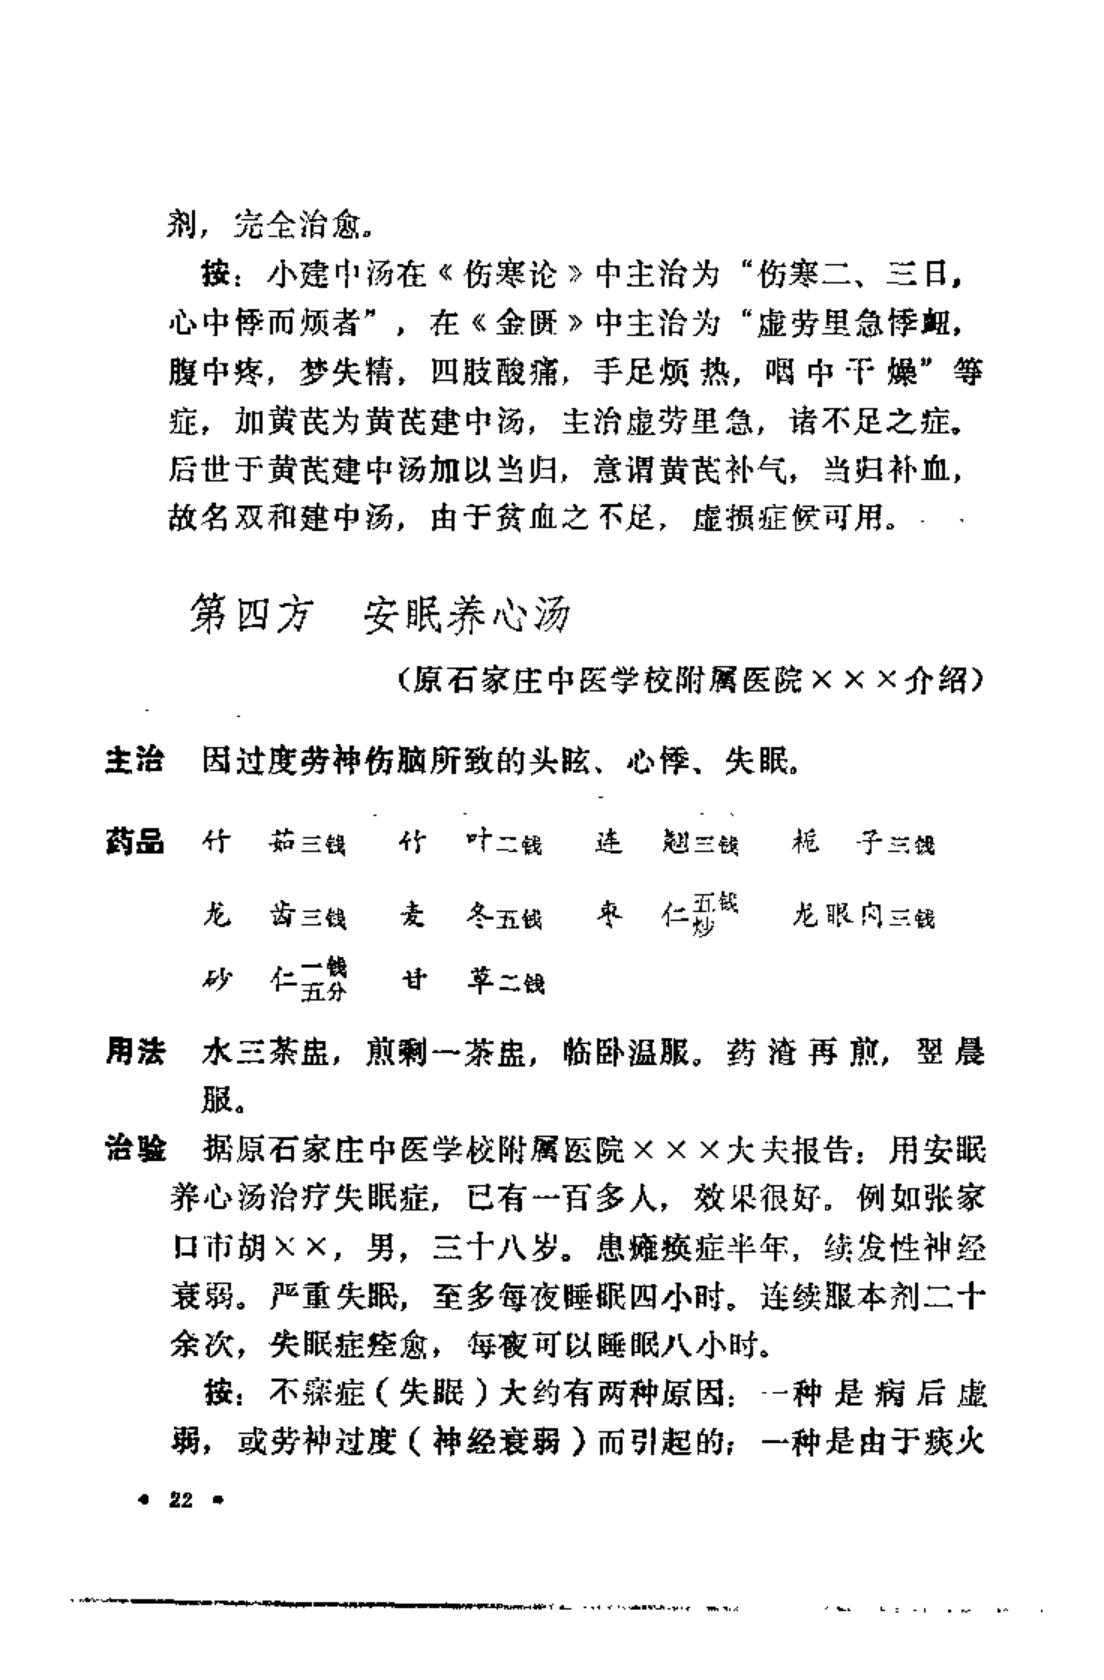 剂，完全治愈。
按：小建中汤在《伤寒论》中主治为“伤寒二、三日，
心中悸而烦者”，在《金匮》中主治为“虚劳里急悸衄，
腹中疼，梦失精，四肢酸痛，手足烦热，咽中干燥”等
症，加黄芪为黄芪建中汤，主治虚劳里急，诸不足之症。
后世于黄芪建中汤加以当归，意谓黄芪补气，当归补血，
故名双和建中汤，由于贫血之不足，虚损症候可用。
第四方 安眠养心汤
（原石家庄中医学校附属医院×××介绍）
主治 因过度劳神伤脑所致的头眩、心悸、失眠。
药品 竹茹三钱 竹叶二钱 连翘三钱 栀子三钱
龙齿三钱 麦冬五钱 枣仁五钱炒 龙眼肉三钱
砂仁一钱五分 甘草二钱
用法 水三茶盅，煎剩一茶盅，临卧温服。药渣再煎，翌晨
服。
治验 据原石家庄中医学校附属医院×××大夫报告：用安眠
养心汤治疗失眠症，已有一百多人，效果很好。例如张家
口市胡××，男，三十八岁。患瘫痪症半年，续发性神经
衰弱。严重失眠，至多每夜睡眠四小时。连续服本剂二十
余次，失眠症痊愈，每夜可以睡眠八小时。
按：不寐症（失眠）大约有两种原因：一种是病后虚
弱，或劳神过度（神经衰弱）而引起的；一种是由于痰火
• 22 •